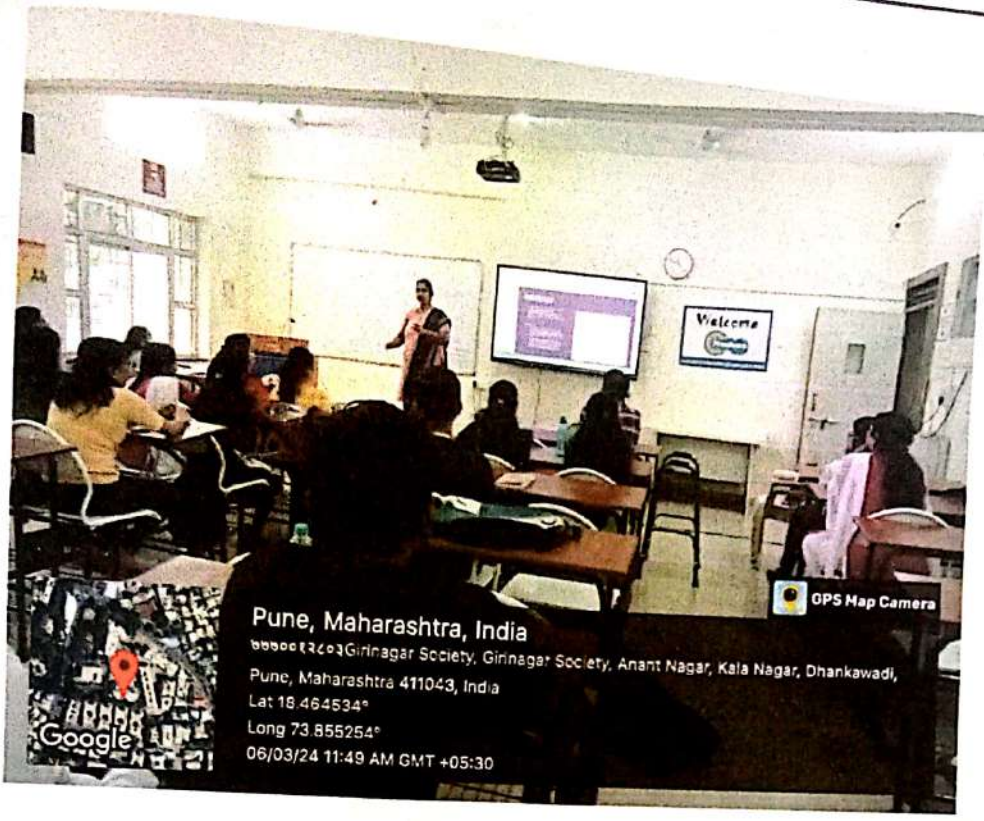 Welcome
GPS Map Camera
Pune, Maharashtra, India
Girinagar Society, Girinagar Society, Anant Nagar, Kala Nagar, Dhankawadi,
Pune, Maharashtra 411043, India
Lat 18.464534°
Long 73.855254°
06/03/24 11:49 AM GMT +05:30
Google